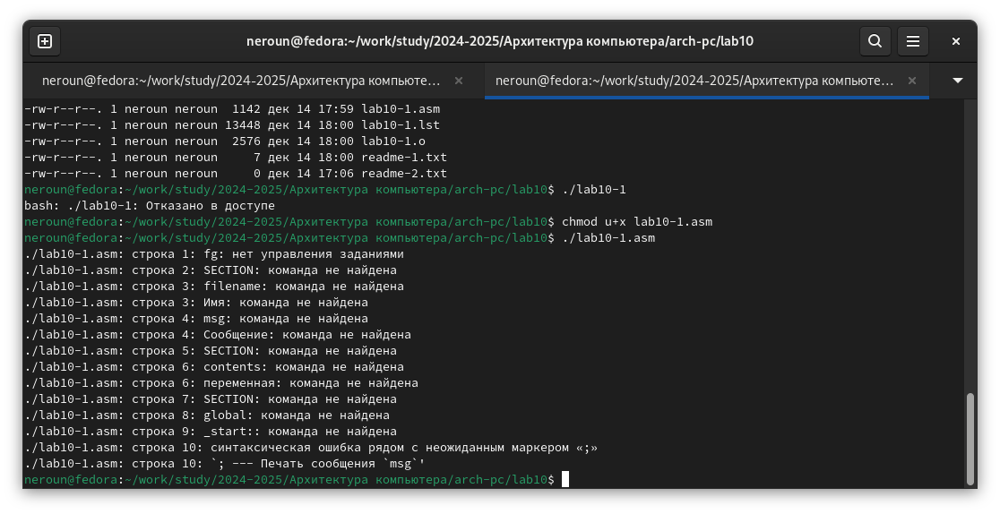 neroun@fedora:~/work/study/2024-2025/Архитектура компьютера/arch-pc/lab10
neroun@fedora:~/work/study/2024-2025/Архитектура компьюте... neroun@fedora:~/work/study/2024-2025/Архитектура компьюте...
-rw-r--r--. 1 neroun neroun  1142 дек 14 17:59 lab10-1.asm
-rw-r--r--. 1 neroun neroun 13448 дек 14 18:00 lab10-1.lst
-rw-r--r--. 1 neroun neroun  2576 дек 14 18:00 lab10-1.o
-rw-r--r--. 1 neroun neroun     7 дек 14 18:00 readme-1.txt
-rw-r--r--. 1 neroun neroun     0 дек 14 17:06 readme-2.txt
neroun@fedora:~/work/study/2024-2025/Архитектура компьютера/arch-pc/lab10$ ./lab10-1
bash: ./lab10-1: Отказано в доступе
neroun@fedora:~/work/study/2024-2025/Архитектура компьютера/arch-pc/lab10$ chmod u+x lab10-1.asm
neroun@fedora:~/work/study/2024-2025/Архитектура компьютера/arch-pc/lab10$ ./lab10-1.asm
./lab10-1.asm: строка 1: fg: нет управления заданиями
./lab10-1.asm: строка 2: SECTION: команда не найдена
./lab10-1.asm: строка 3: filename: команда не найдена
./lab10-1.asm: строка 3: Имя: команда не найдена
./lab10-1.asm: строка 4: msg: команда не найдена
./lab10-1.asm: строка 4: Сообщение: команда не найдена
./lab10-1.asm: строка 5: SECTION: команда не найдена
./lab10-1.asm: строка 6: contents: команда не найдена
./lab10-1.asm: строка 6: переменная: команда не найдена
./lab10-1.asm: строка 7: SECTION: команда не найдена
./lab10-1.asm: строка 8: global: команда не найдена
./lab10-1.asm: строка 9: _start:: команда не найдена
./lab10-1.asm: строка 10: синтаксическая ошибка рядом с неожиданным маркером «;»
./lab10-1.asm: строка 10: `; --- Печать сообщения `msg`'
neroun@fedora:~/work/study/2024-2025/Архитектура компьютера/arch-pc/lab10$